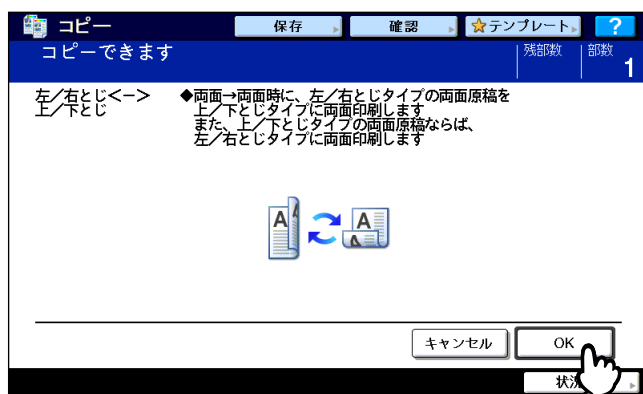 コピー
保存
確認
テンプレート
?
コピーできます
残部数
部数
1
左／右とじ<ー>
上／下とじ
◆両面→両面時に、左／右とじタイプの両面原稿を
上／下とじタイプに両面印刷します
また、上／下とじタイプの両面原稿ならば、
左／右とじタイプに両面印刷します
A
A
キャンセル
OK
状況